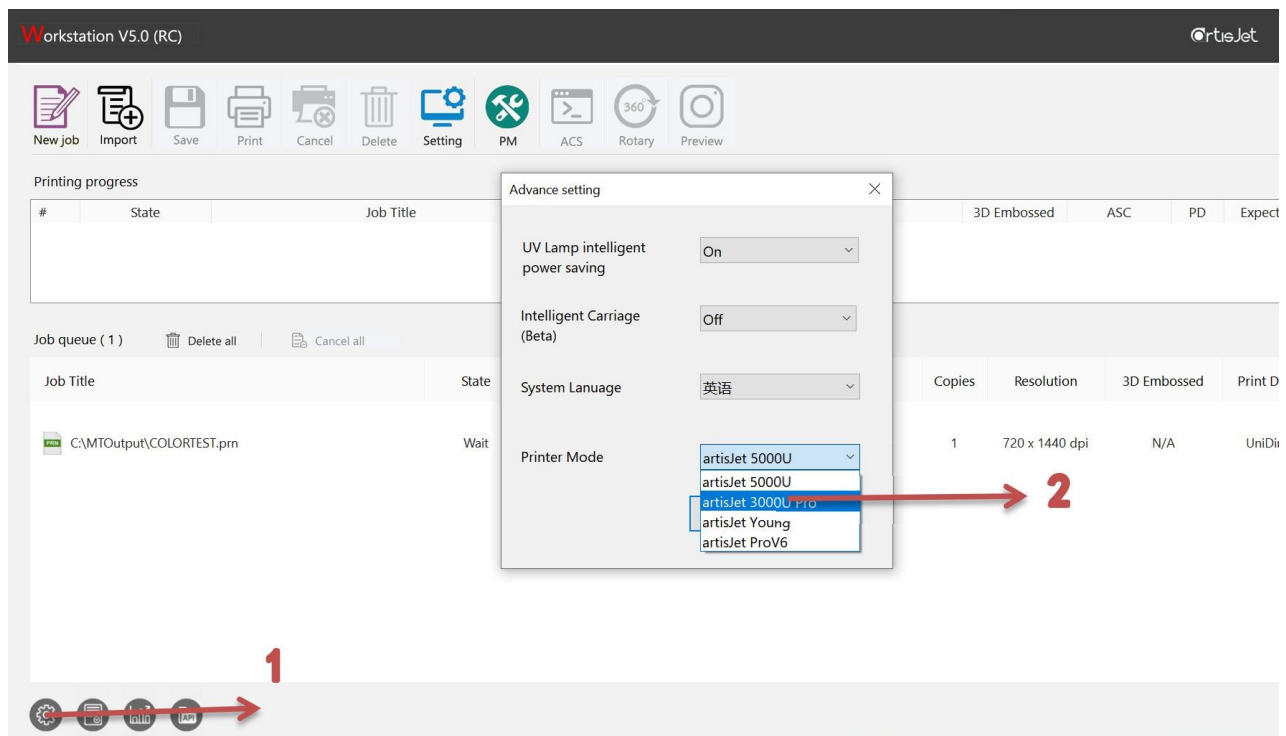 Workstation V5.0 (RC)
artisJet
New job Import Save Print Cancel Delete Setting PM ACS 360° Rotary Preview
Printing progress
# State Job Title 3D Embossed ASC PD Expect
Advance setting
UV Lamp intelligent power saving On
Intelligent Carriage (Beta) Off
System Lanuage 英语
Printer Mode artisJet 5000U
artisJet 5000U
artisJet 3000U Pro
artisJet Young
artisJet ProV6
2
Job queue ( 1 ) Delete all Cancel all
Job Title State Copies Resolution 3D Embossed Print D
PRN C:\MTOutput\COLORTEST.prn Wait 1 720 x 1440 dpi N/A UniDir
1
API